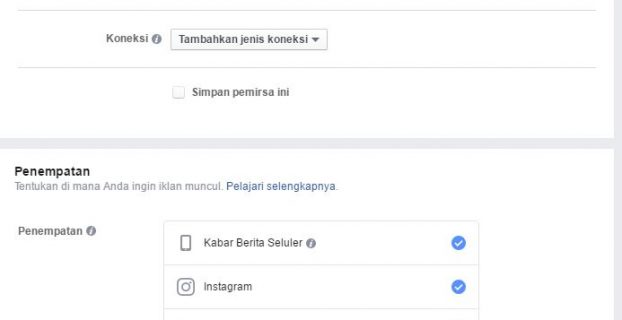 Koneksi Tambahkan jenis koneksi
Simpan pemirsa ini
Penempatan
Tentukan di mana Anda ingin iklan muncul. Pelajari selengkapnya.
Penempatan Kabar Berita Seluler
Instagram